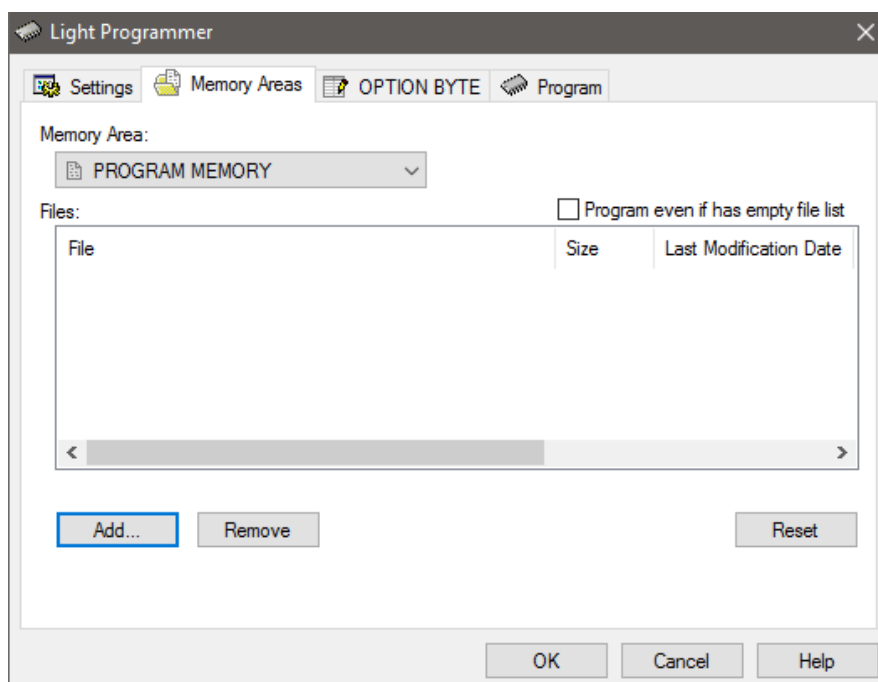 Light Programmer
Settings Memory Areas OPTION BYTE Program
Memory Area:
PROGRAM MEMORY
Files: Program even if has empty file list
File Size Last Modification Date
Add... Remove Reset
OK Cancel Help